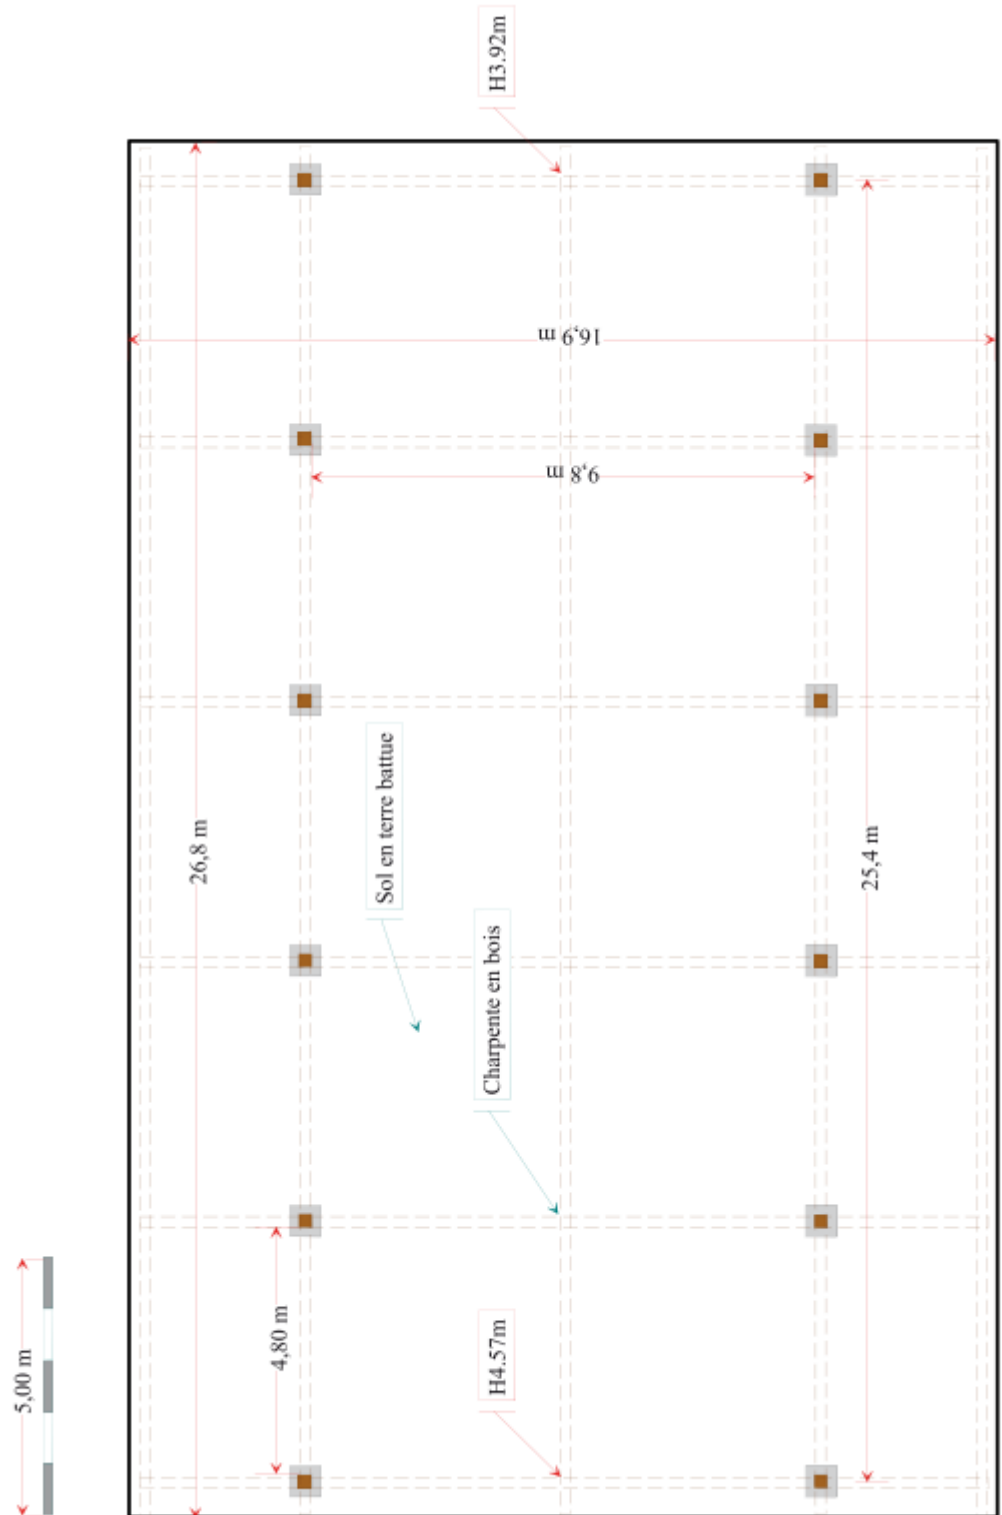 H3.92m
16,9 m
9,8 m
Sol en terre battue
26,8 m
25,4 m
Charpente en bois
4,80 m
H4.57m
5,00 m